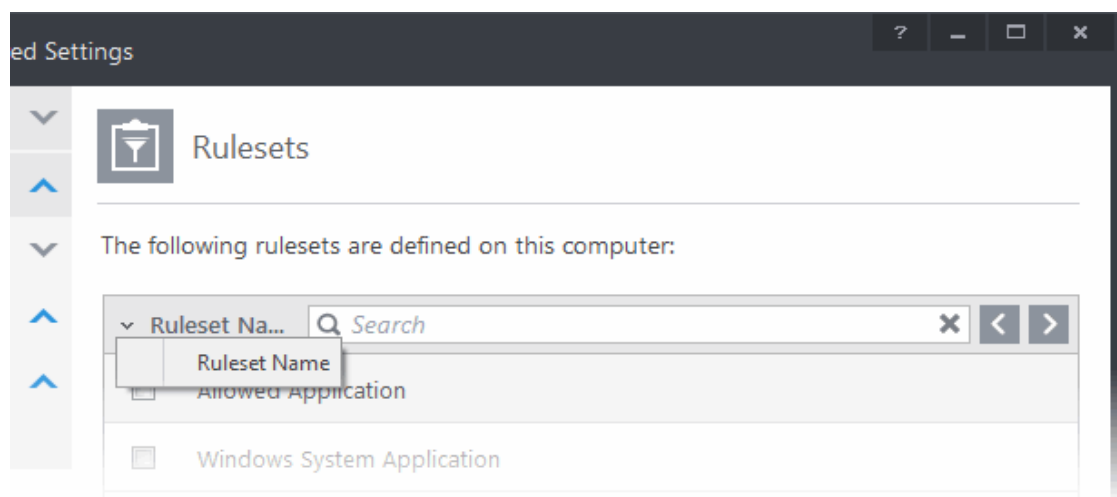 ?
ed Settings
Rulesets
The following rulesets are defined on this computer:
Ruleset Na... Search
Ruleset Name
Allowed Application
Windows System Application